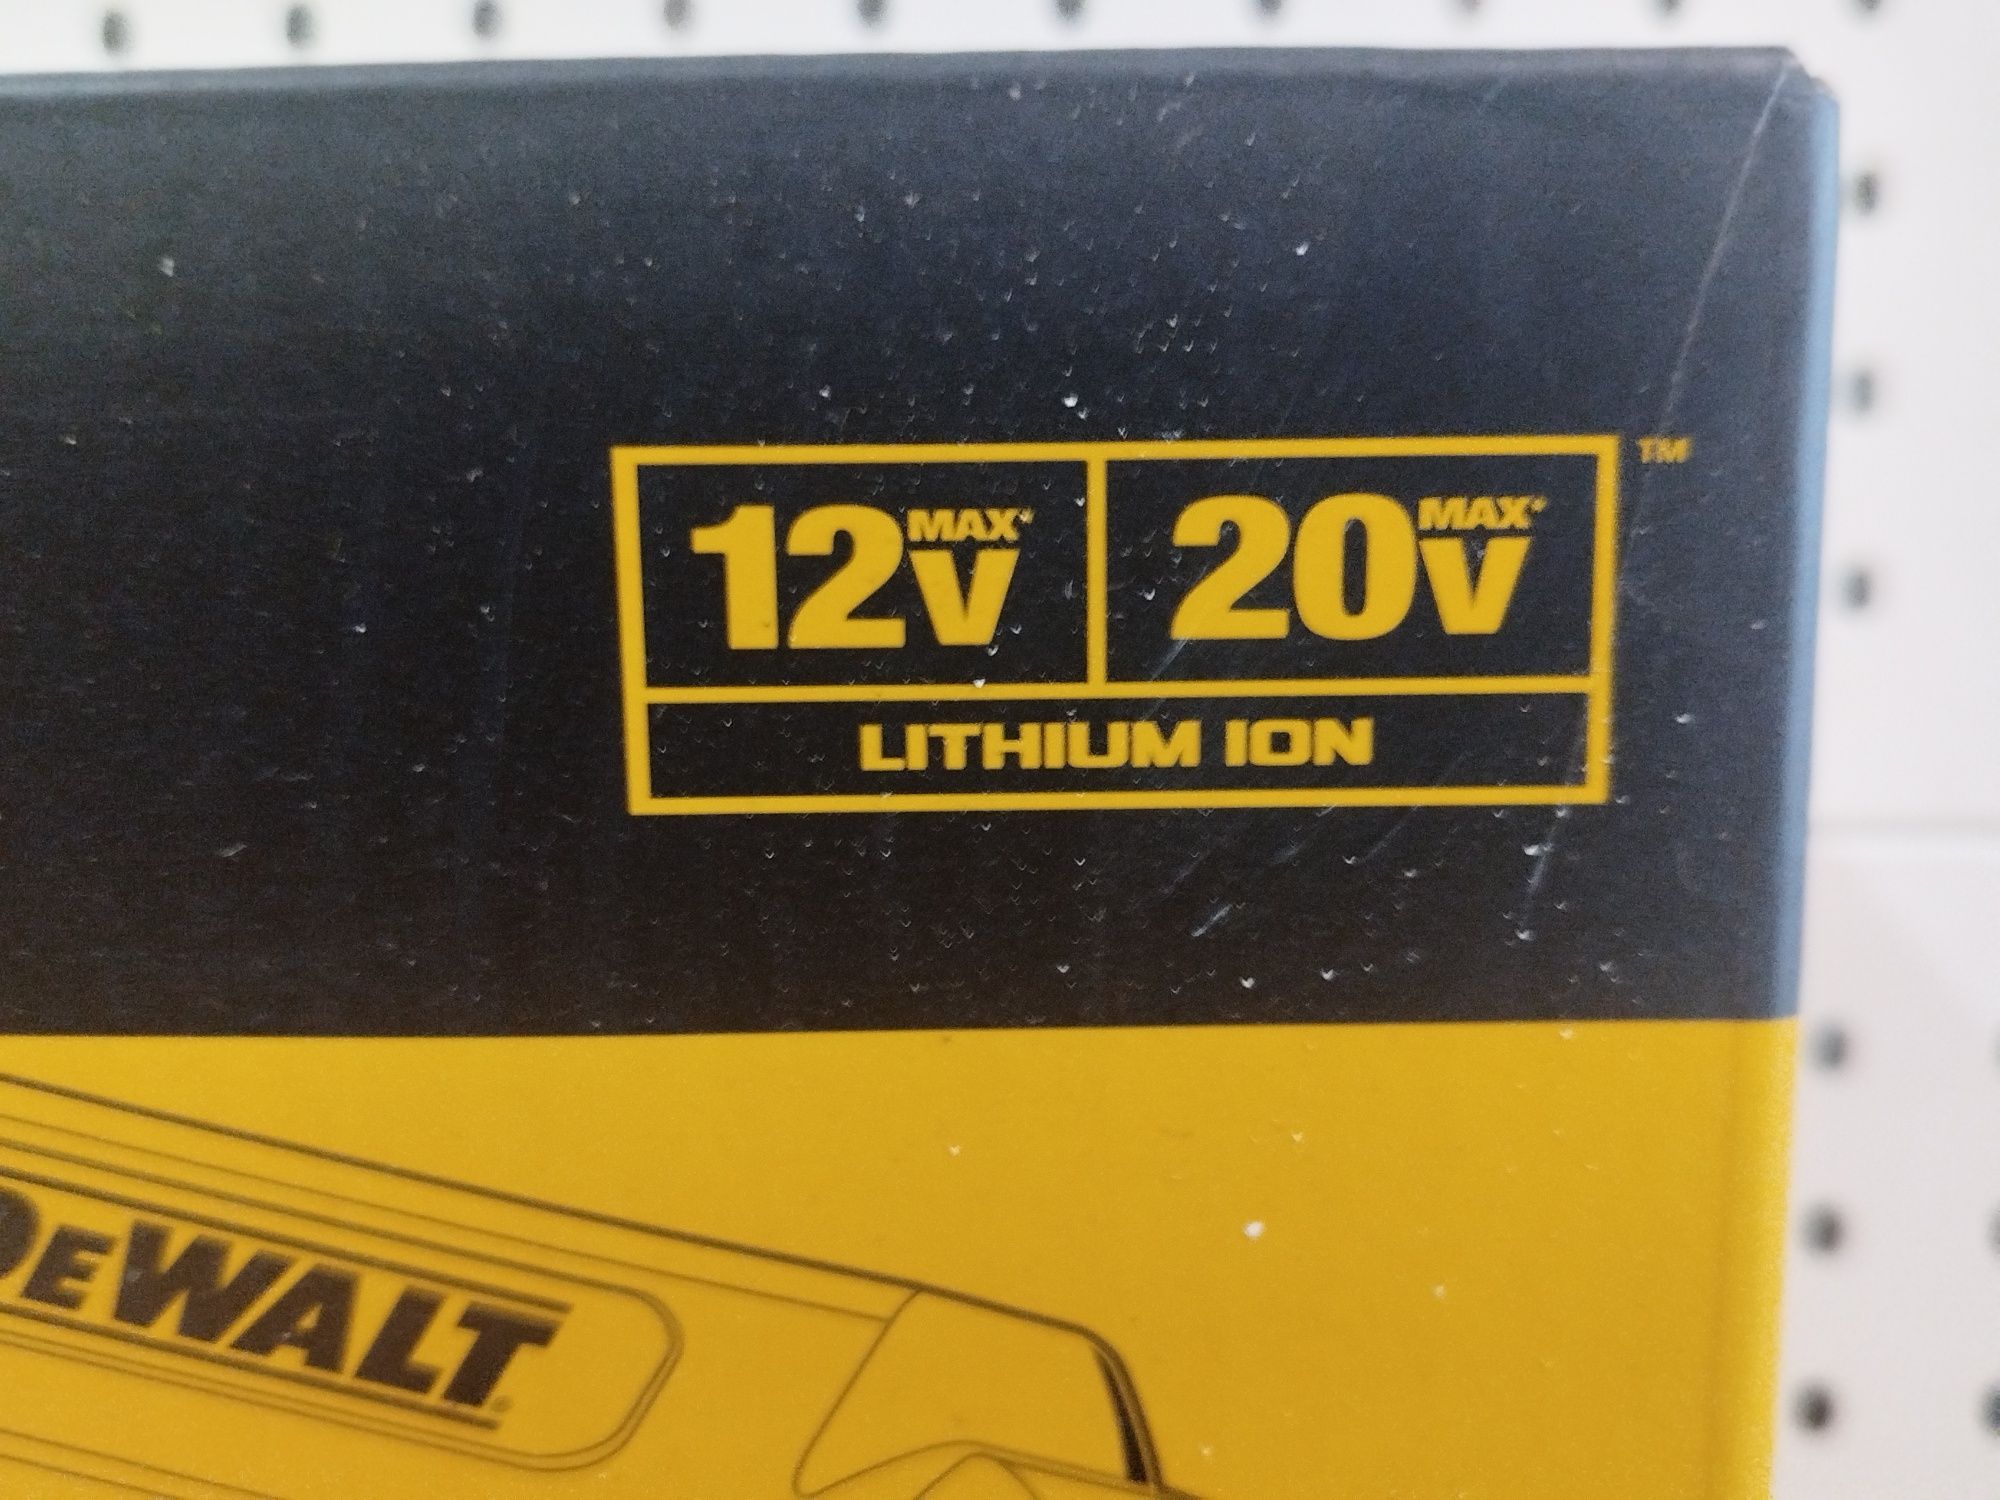 12V MAX* 20V MAX* ™
LITHIUM ION
DEWALT